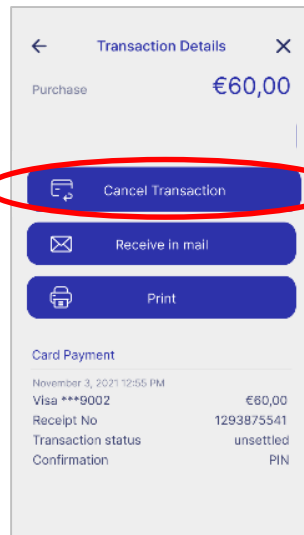 Transaction Details
Purchase €60,00
Cancel Transaction
Receive in mail
Print
Card Payment
November 3, 2021 12:55 PM
Visa ***9002 €60,00
Receipt No 1293875541
Transaction status unsettled
Confirmation PIN